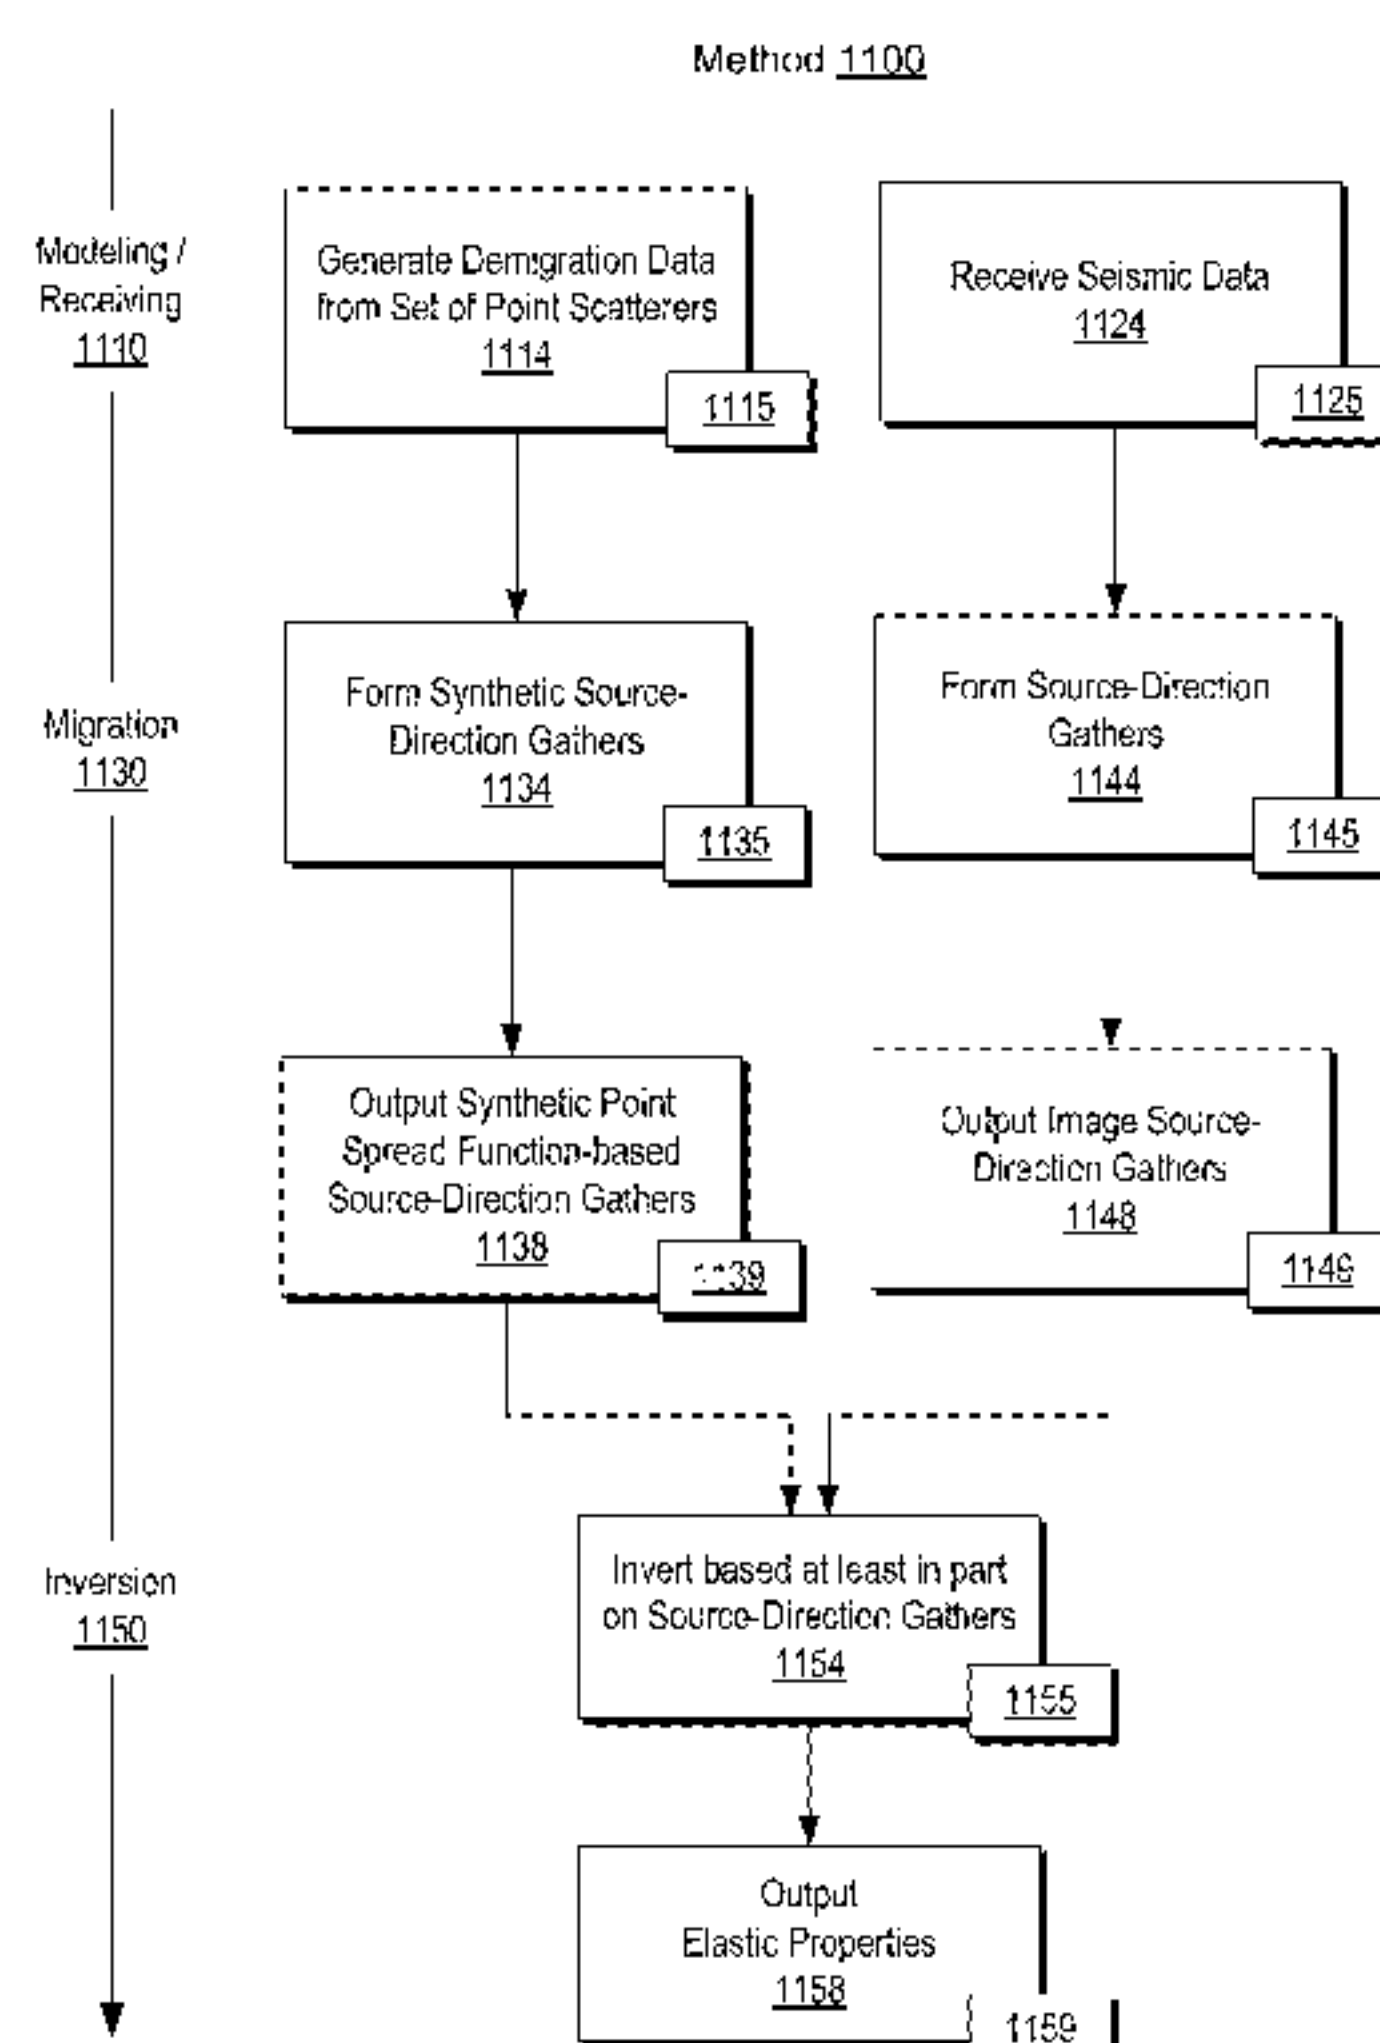 Method 1100
Modeling /
Receiving
1110
Generate Demigration Data
from Set of Point Scatterers
1114
1115
Receive Seismic Data
1124
1125
Migration
1130
Form Synthetic Source-
Direction Gathers
1134
1135
Form Source-Direction
Gathers
1144
1145
Output Synthetic Point
Spread Function-based
Source-Direction Gathers
1138
1139
Output Image Source-
Direction Gathers
1148
1149
Inversion
1150
Invert based at least in part
on Source-Direction Gathers
1154
1155
Output
Elastic Properties
1158
1159